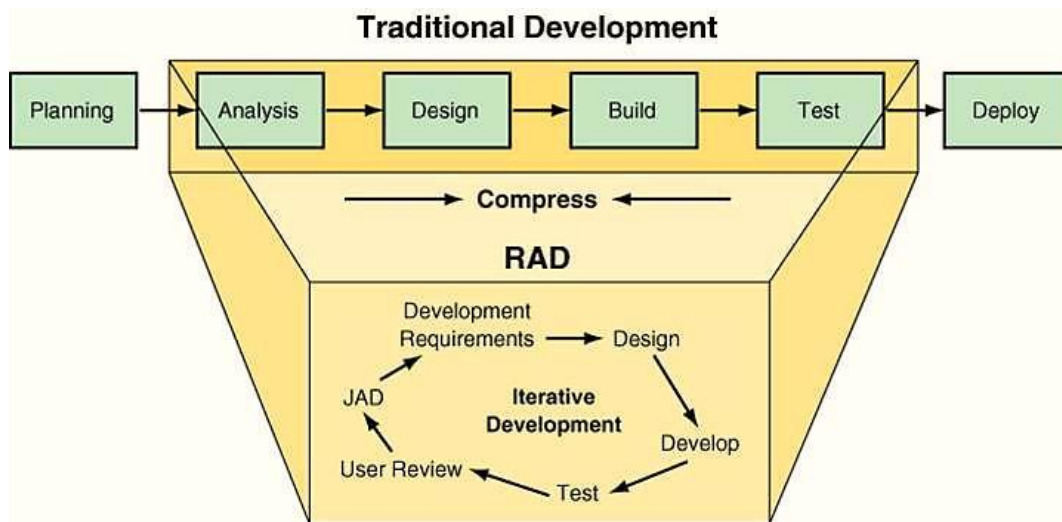 Traditional Development
Planning
Analysis
Design
Build
Test
Deploy
Compress
RAD
Development
Requirements
Design
JAD
Iterative
Development
Develop
User Review
Test